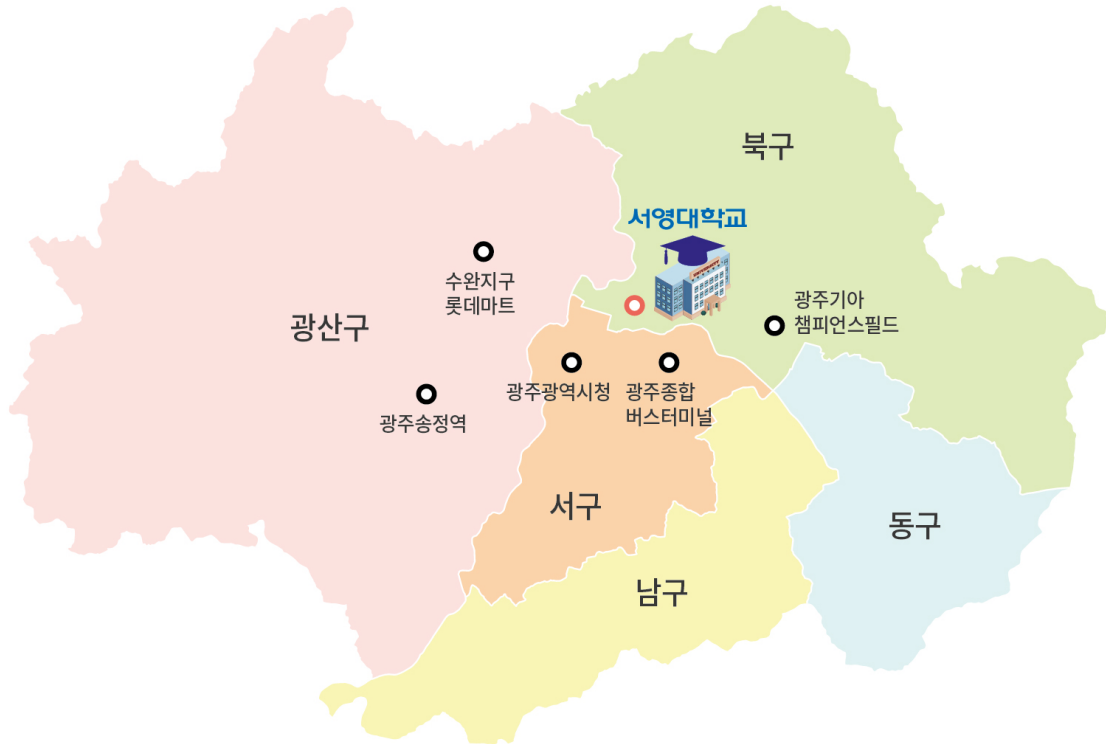 북구
서영대학교
UNIVERSITY
수완지구
롯데마트
광주기아
챔피언스필드
광산구
광주광역시청
광주종합
버스터미널
광주송정역
서구
동구
남구